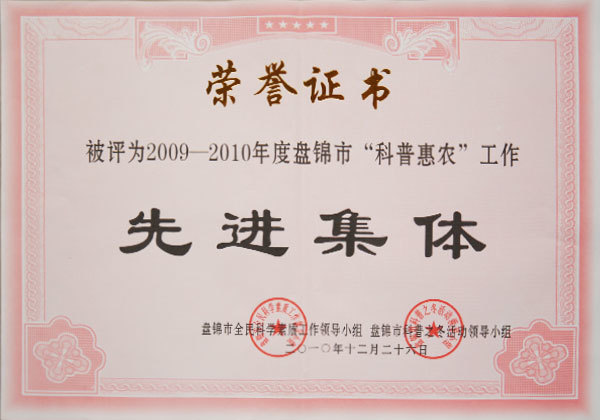 荣誉证书
被评为2009—2010年度盘锦市“科普惠农”工作
先进集体
盘锦市全民科学素质工作领导小组 盘锦市科普之冬活动领导小组
二〇一〇年十二月二十六日